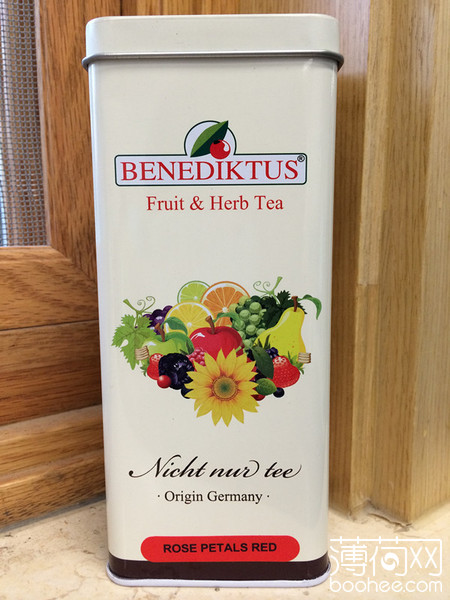 BENEDIKTUS®
Fruit & Herb Tea
Nicht nur tee
· Origin Germany ·
ROSE PETALS RED
薄荷网
boohee.com